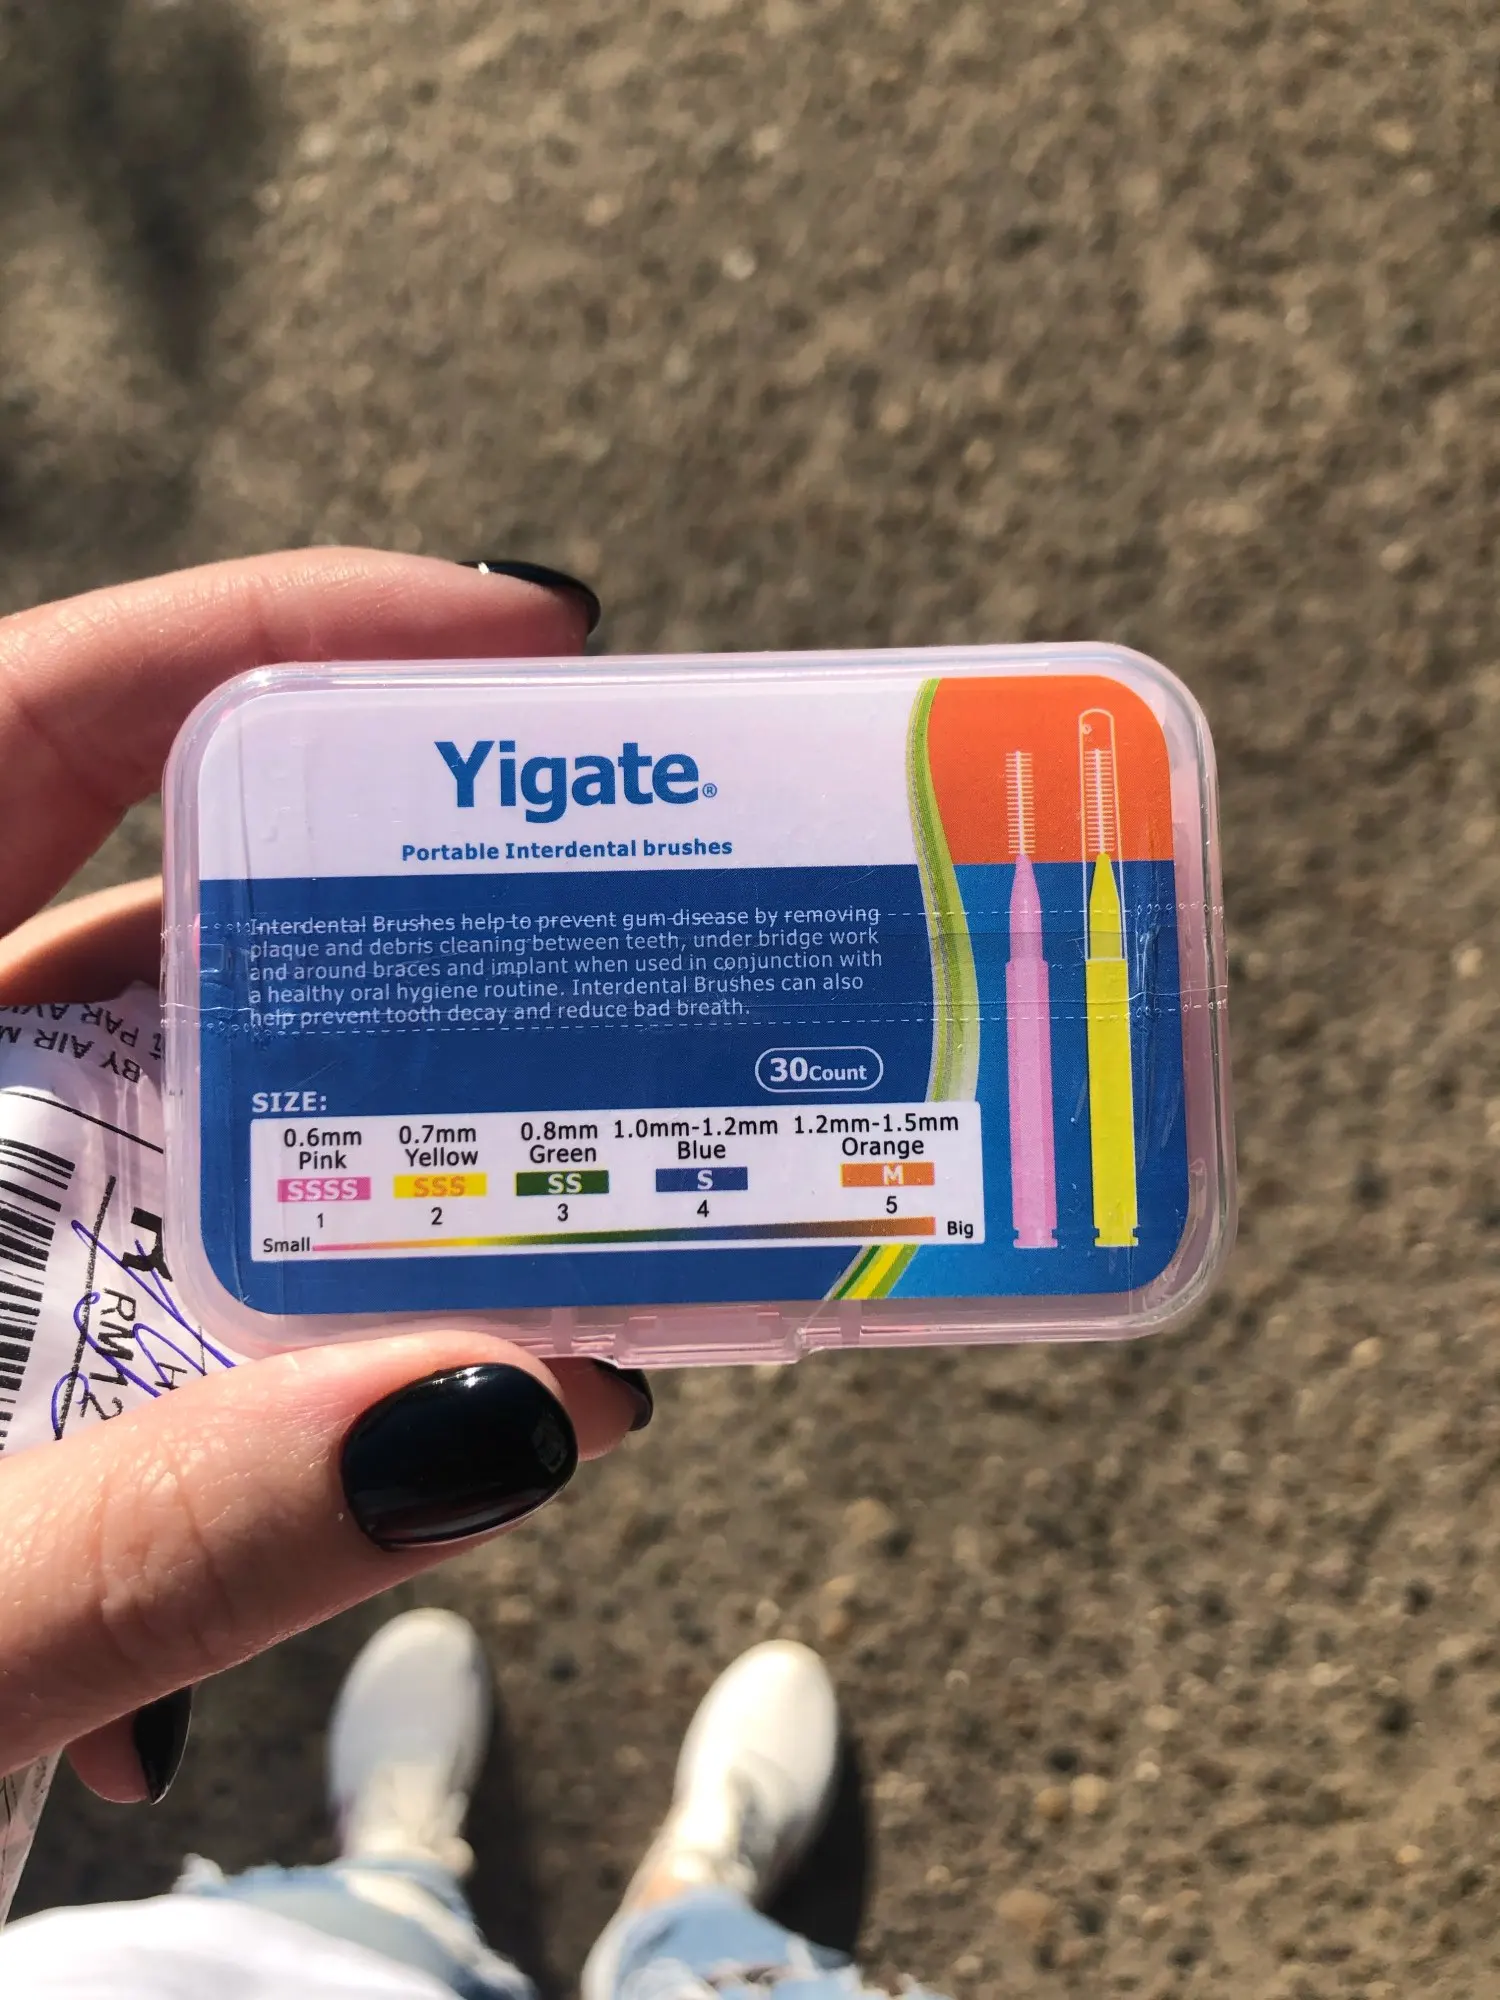 Yigate®
Portable Interdental brushes
Interdental Brushes help to prevent gum disease by removing
plaque and debris cleaning between teeth, under bridge work
and around braces and implant when used in conjunction with
a healthy oral hygiene routine. Interdental Brushes can also
help prevent tooth decay and reduce bad breath.
30Count
SIZE:
0.6mm 0.7mm 0.8mm 1.0mm-1.2mm 1.2mm-1.5mm
Pink Yellow Green Blue Orange
SSSS SSS SS S M
1 2 3 4 5
Small Big
BY AIR M
PAR AVI
RM12